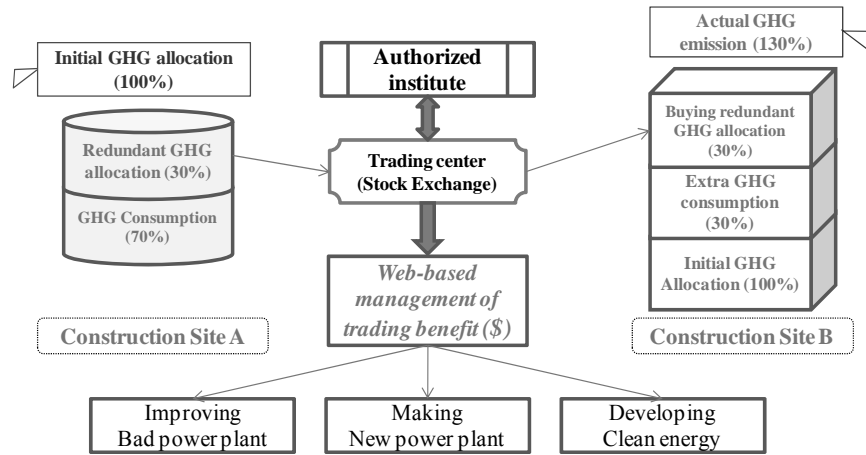 Initial GHG allocation
(100%)
Redundant GHG
allocation (30%)
GHG Consumption
(70%)
Construction Site A
Authorized
institute
Trading center
(Stock Exchange)
Web-based
management of
trading benefit ($)
Actual GHG
emission (130%)
Buying redundant
GHG allocation
(30%)
Extra GHG
consumption
(30%)
Initial GHG
Allocation (100%)
Construction Site B
Improving
Bad power plant
Making
New power plant
Developing
Clean energy